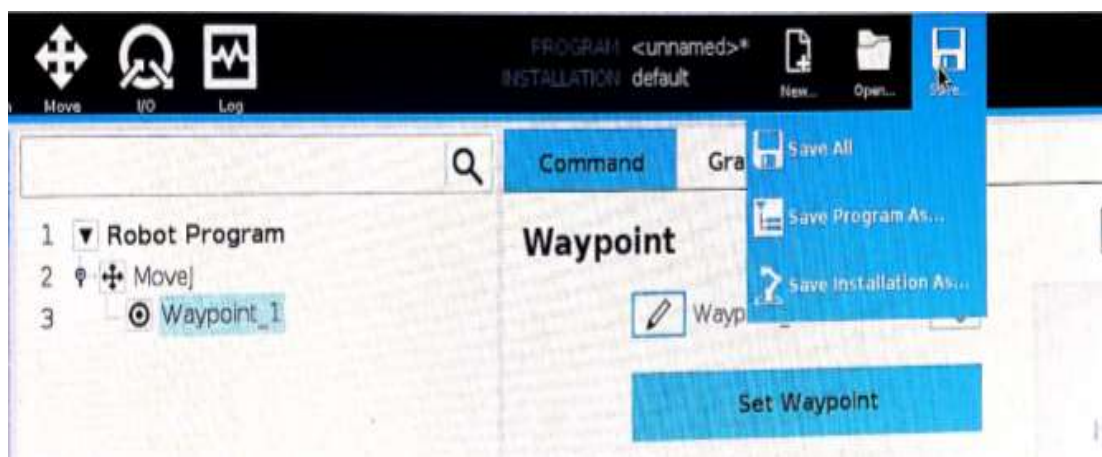 PROGRAM <unnamed>*
INSTALLATION default
Move I/O Log New... Open... Save...
Command Gra Save All
1 Robot Program
Save Program As...
Waypoint
2 MoveJ
3 Waypoint_1
Save Installation As...
Set Waypoint